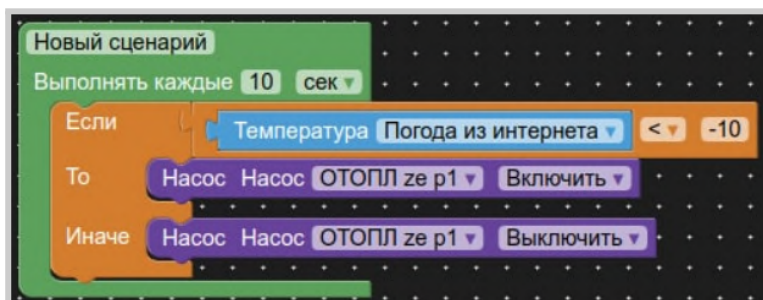 Новый сценарий
Выполнять каждые 10 сек
Если Температура Погода из интернета < -10
То Насос Насос ОТОПЛ ze p1 Включить
Иначе Насос Насос ОТОПЛ ze p1 Выключить